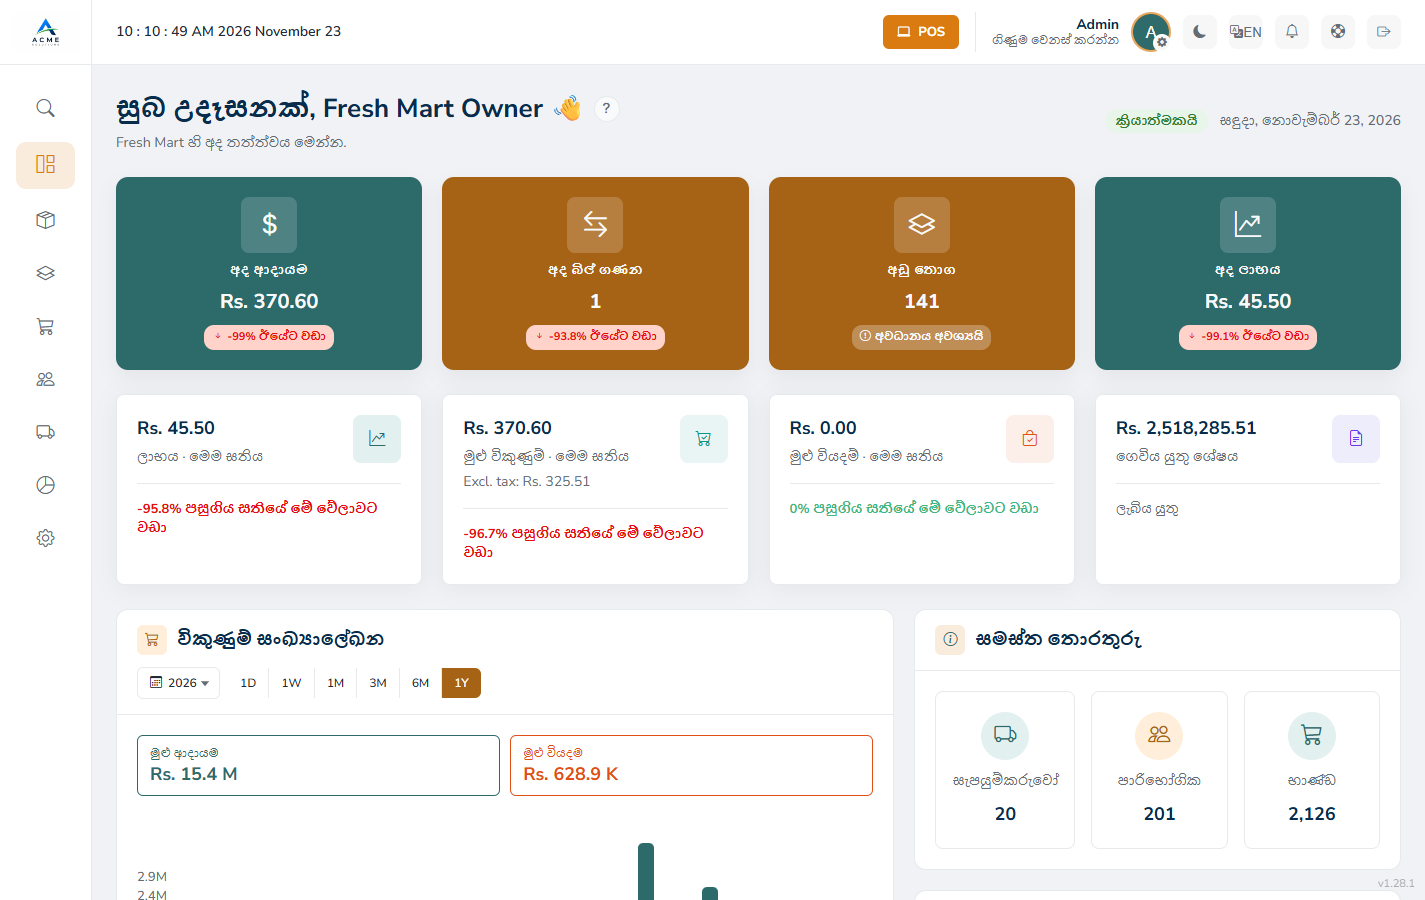 ACME
10 : 10 : 49 AM 2026 November 23
POS
Admin
ගිණුම වෙනස් කරන්න
A
EN
සුබ උදෑසනක්, Fresh Mart Owner 👋 ?
Fresh Mart හි අද තත්ත්වය මෙන්න.
ක්‍රියාත්මකයි
සඳුදා, නොවැම්බර් 23, 2026
අද ආදායම
Rs. 370.60
-99% ඊයේට වඩා
අද බිල් ගණන
1
-93.8% ඊයේට වඩා
අඩු තොග
141
අවධානය අවශ්‍යයි
අද ලාභය
Rs. 45.50
-99.1% ඊයේට වඩා
Rs. 45.50
ලාභය · මෙම සතිය
-95.8% පසුගිය සතියේ මේ වේලාවට
වඩා
Rs. 370.60
මුළු විකුණුම් · මෙම සතිය
Excl. tax: Rs. 325.51
-96.7% පසුගිය සතියේ මේ වේලාවට
වඩා
Rs. 0.00
මුළු වියදම් · මෙම සතිය
0% පසුගිය සතියේ මේ වේලාවට වඩා
Rs. 2,518,285.51
ගෙවිය යුතු ශේෂය
ලැබිය යුතු
විකුණුම් සංඛ්‍යාලේඛන
2026
1D
1W
1M
3M
6M
1Y
මුළු ආදායම
Rs. 15.4 M
මුළු වියදම
Rs. 628.9 K
2.9M
2.4M
සමස්ත තොරතුරු
සැපයුම්කරුවෝ
20
පාරිභෝගික
201
භාණ්ඩ
2,126
v1.28.1